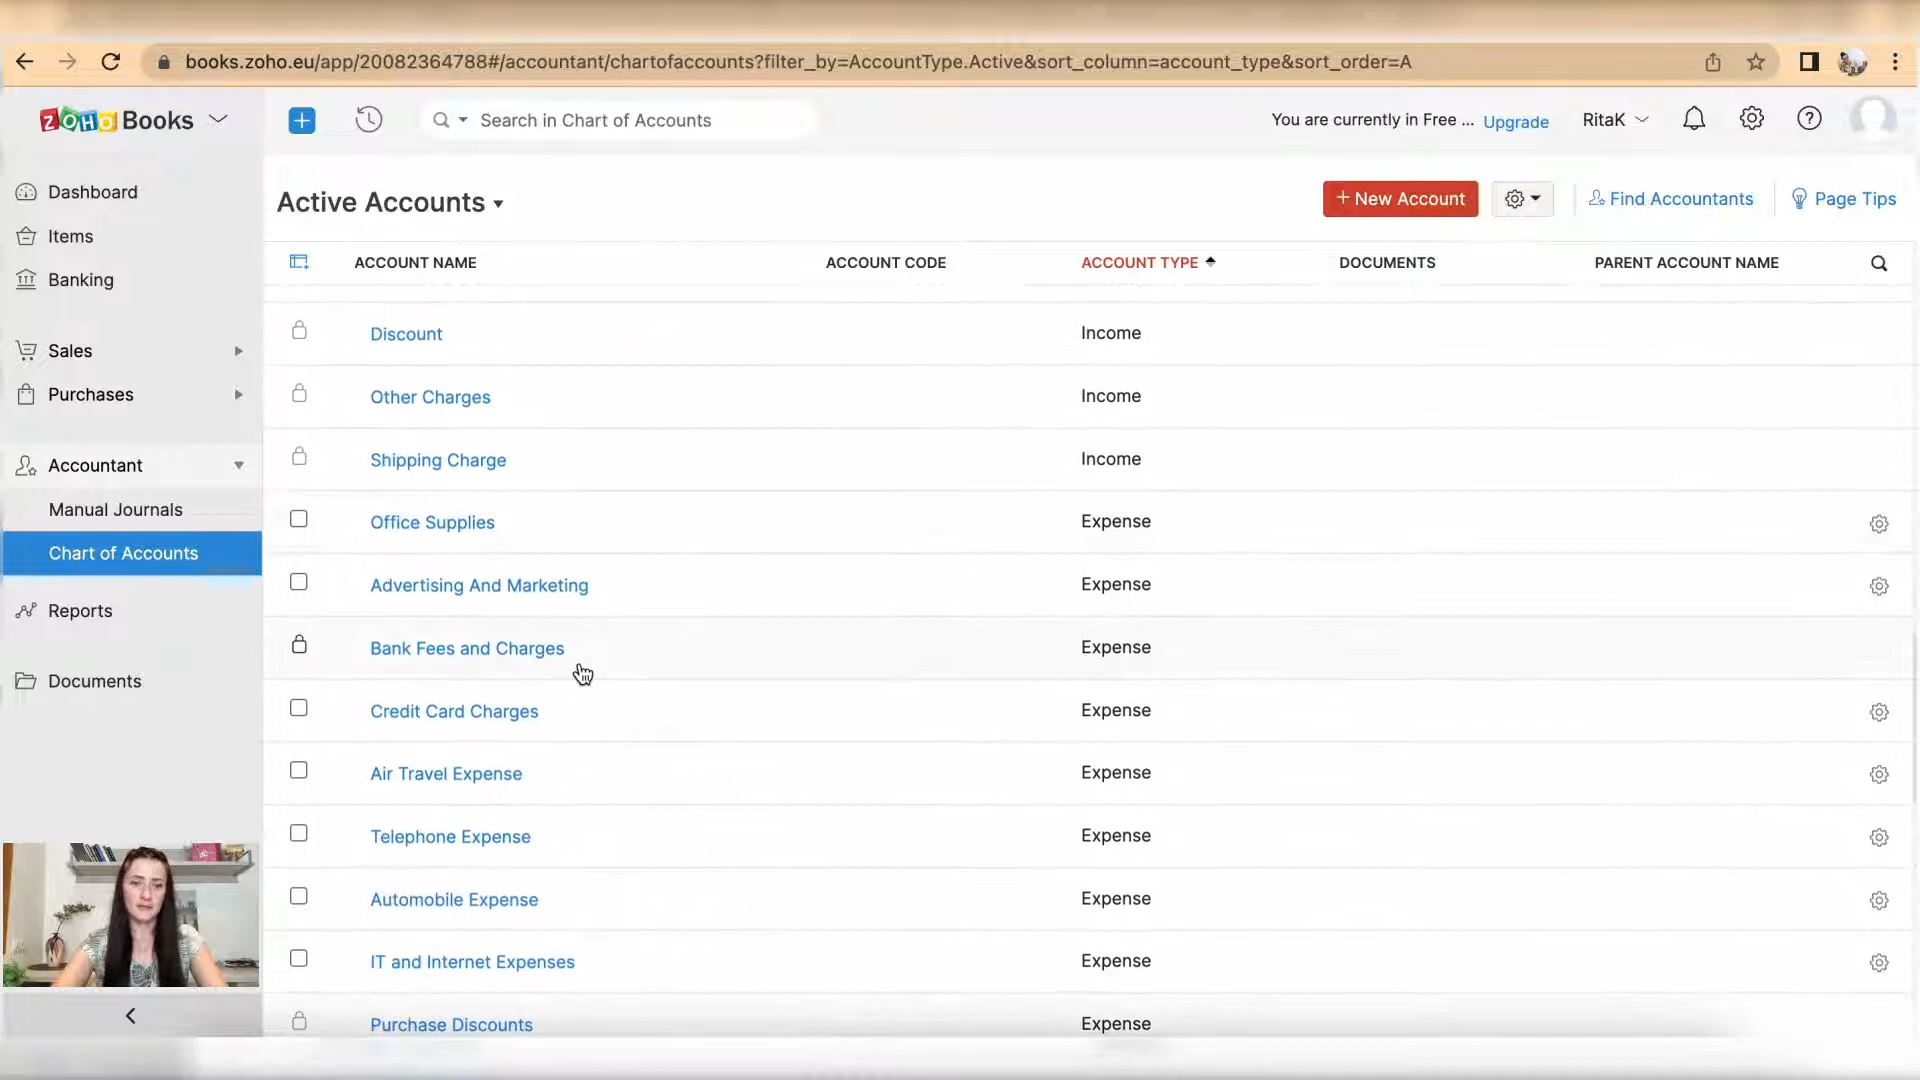 books.zoho.eu/app/20082364788#/accountant/chartofaccounts?filter_by=AccountType.Active&sort_column=account_type&sort_order=A
ZOHO Books
Search in Chart of Accounts
You are currently in Free ... Upgrade
RitaK
Dashboard
Items
Banking
Sales
Purchases
Accountant
Manual Journals
Chart of Accounts
Reports
Documents
Active Accounts
+ New Account
Find Accountants
Page Tips
ACCOUNT NAME ACCOUNT CODE ACCOUNT TYPE DOCUMENTS PARENT ACCOUNT NAME
Discount Income
Other Charges Income
Shipping Charge Income
Office Supplies Expense
Advertising And Marketing Expense
Bank Fees and Charges Expense
Credit Card Charges Expense
Air Travel Expense Expense
Telephone Expense Expense
Automobile Expense Expense
IT and Internet Expenses Expense
Purchase Discounts Expense